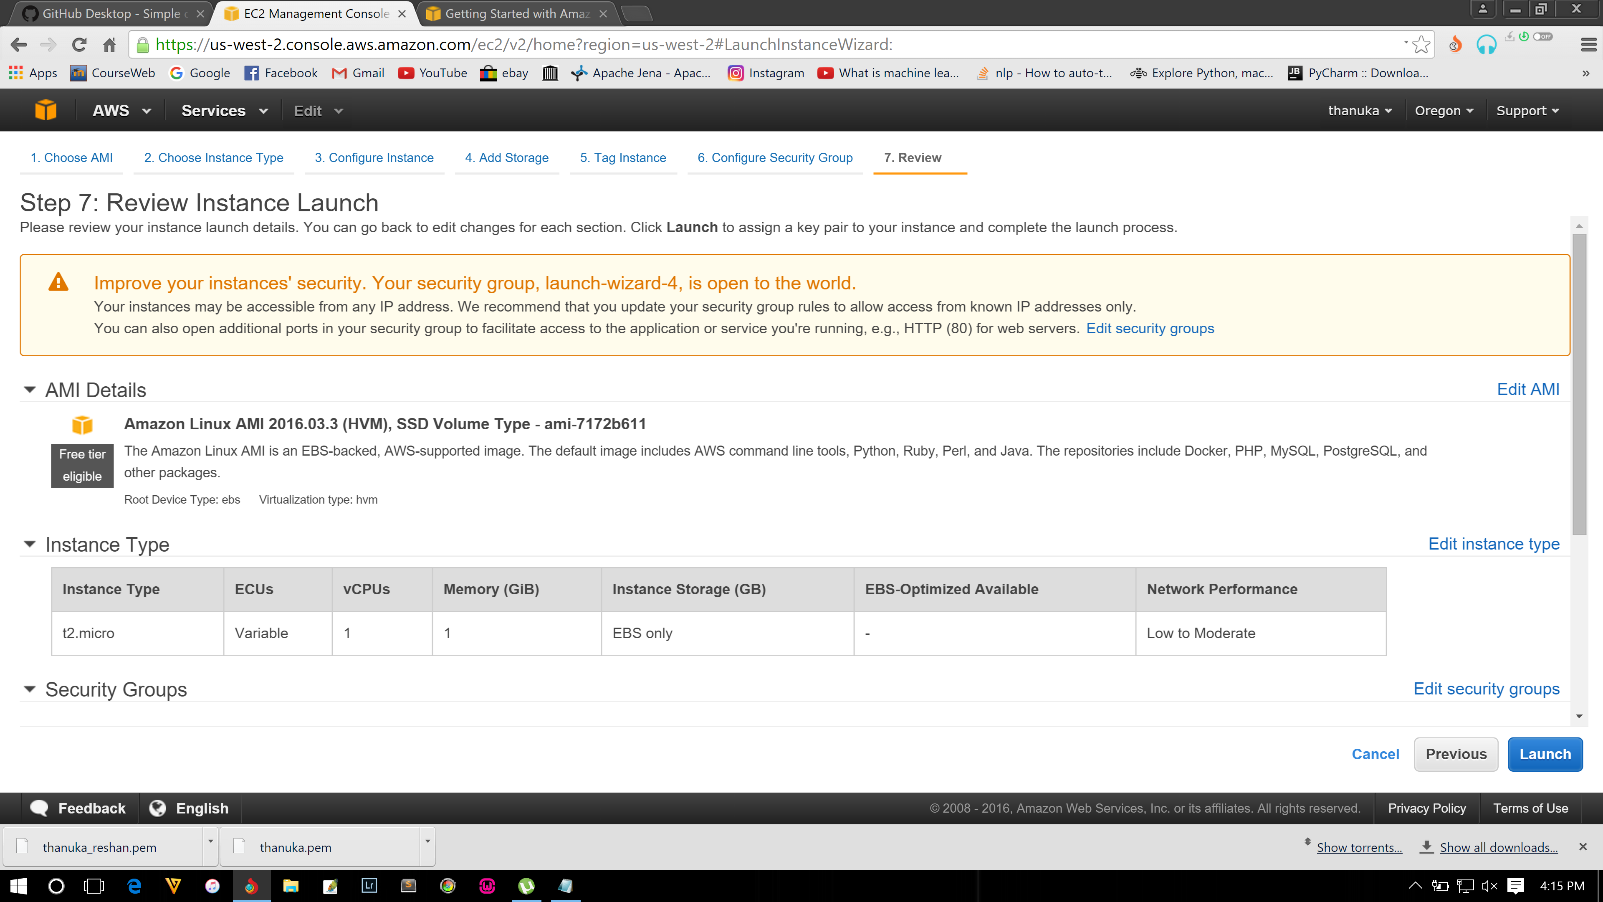 GitHub Desktop - Simple
EC2 Management Console
Getting Started with Amaz
https://us-west-2.console.aws.amazon.com/ec2/v2/home?region=us-west-2#LaunchInstanceWizard:
Off
Apps CourseWeb Google Facebook Gmail YouTube ebay Apache Jena - Apac... Instagram What is machine lea... nlp - How to auto-t... Explore Python, mac... PyCharm :: Downloa... »
AWS Services Edit thanuka Oregon Support
1. Choose AMI 2. Choose Instance Type 3. Configure Instance 4. Add Storage 5. Tag Instance 6. Configure Security Group 7. Review
Step 7: Review Instance Launch
Please review your instance launch details. You can go back to edit changes for each section. Click Launch to assign a key pair to your instance and complete the launch process.
Improve your instances' security. Your security group, launch-wizard-4, is open to the world.
Your instances may be accessible from any IP address. We recommend that you update your security group rules to allow access from known IP addresses only.
You can also open additional ports in your security group to facilitate access to the application or service you're running, e.g., HTTP (80) for web servers. Edit security groups
AMI Details Edit AMI
Amazon Linux AMI 2016.03.3 (HVM), SSD Volume Type - ami-7172b611
Free tier
eligible
The Amazon Linux AMI is an EBS-backed, AWS-supported image. The default image includes AWS command line tools, Python, Ruby, Perl, and Java. The repositories include Docker, PHP, MySQL, PostgreSQL, and
other packages.
Root Device Type: ebs Virtualization type: hvm
Instance Type Edit instance type
Instance Type ECUs vCPUs Memory (GiB) Instance Storage (GB) EBS-Optimized Available Network Performance
t2.micro Variable 1 1 EBS only - Low to Moderate
Security Groups Edit security groups
Cancel Previous Launch
Feedback English © 2008 - 2016, Amazon Web Services, Inc. or its affiliates. All rights reserved. Privacy Policy Terms of Use
thanuka_reshan.pem thanuka.pem Show torrents... Show all downloads...
Lr 4:15 PM